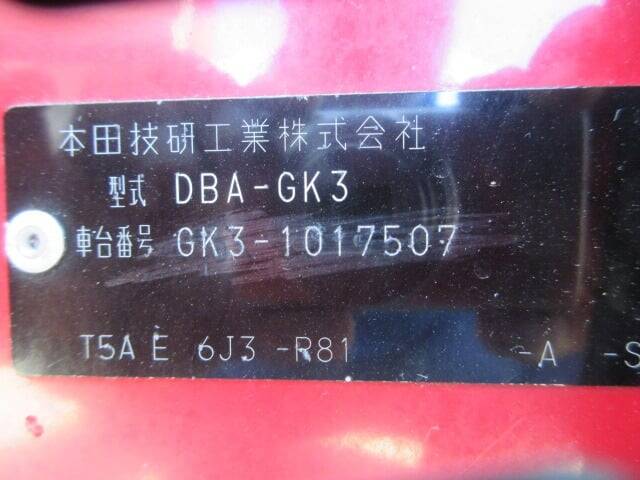 本田技研工業株式会社
型式 DBA-GK3
車台番号 GK3-1017507
T5A E 6J3 -R81 -A -S